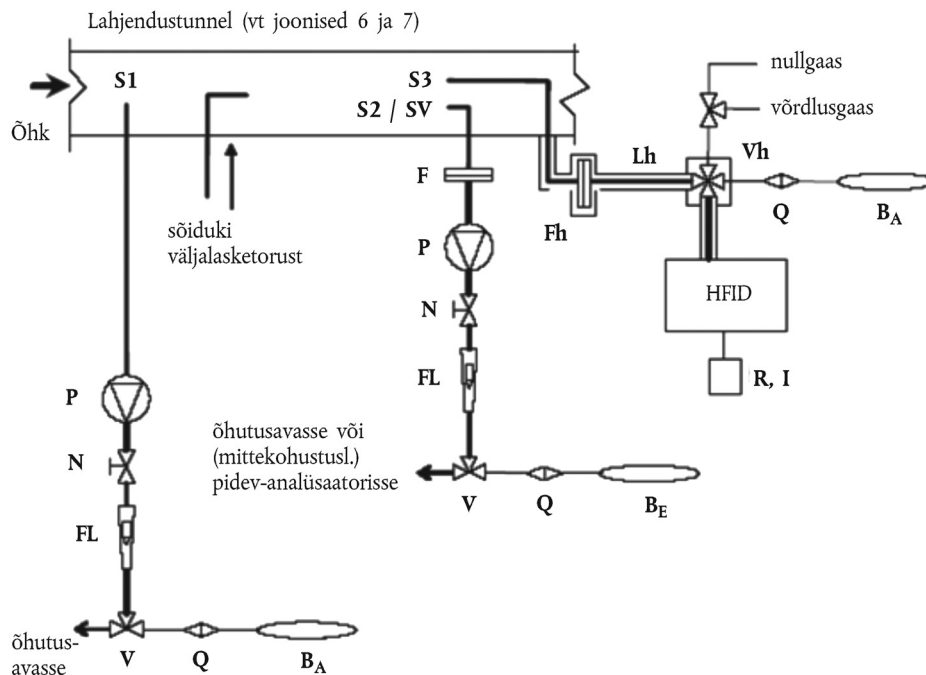 Lahjendustunnel (vt joonised 6 ja 7)
nullgaas
S1
S3
võrdlusgaas
S2 / SV
Õhk
Lh
Vh
F
Q
B_A
sõiduki
väljalasketorust
Fh
P
HFID
N
R, I
FL
P
õhutusavasse või
(mittekohustusl.)
pidev-analüsaatorisse
N
V
Q
B_E
FL
õhutus-
avasse
V
Q
B_A